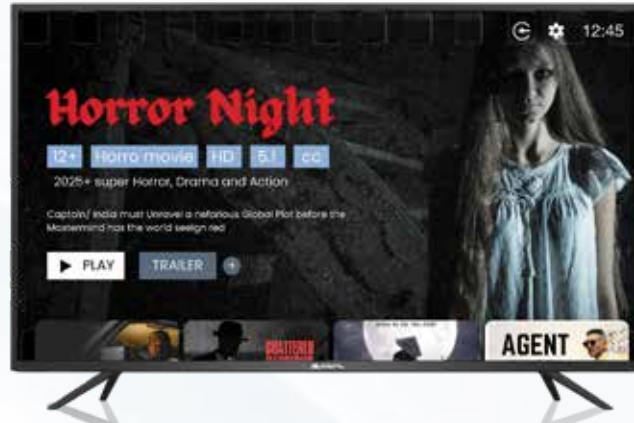 12:45
Horror Night
12+ Horro movie HD 5.1 cc
2025+ super Horror, Drama and Action
Captain/ India must Unravel a nefarious Global Plot before the
Mastermind has the world seeign red
PLAY TRAILER +
SHATTERED
AGENT